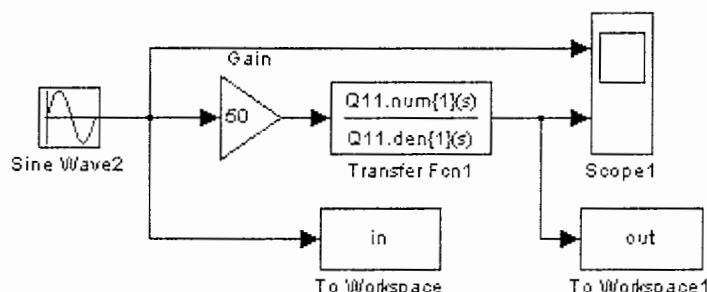 Gain
50
Q11.num{1}(s)
Q11.den{1}(s)
Sine Wave2
Transfer Fcn1
Scope1
in
out
To Workspace
To Workspace1